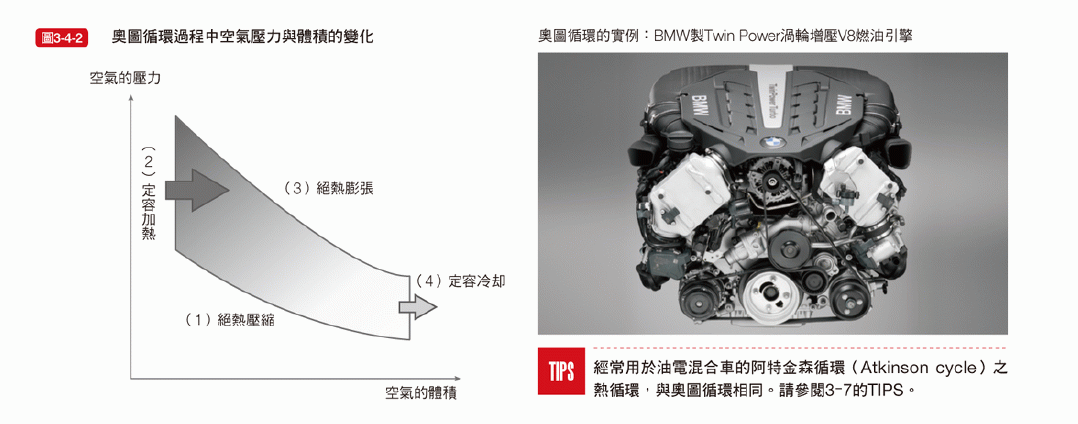 圖3-4-2 奧圖循環過程中空氣壓力與體積的變化
空氣的壓力
（2）定容加熱
（3）絕熱膨張
（4）定容冷却
（1）絕熱壓縮
空氣的體積
奧圖循環的實例：BMW製Twin Power渦輪增壓V8燃油引擎
BMW
TwinPower Turbo
BMW
TIPS
經常用於油電混合車的阿特金森循環（Atkinson cycle）之
熱循環，與奧圖循環相同。請參閱3-7的TIPS。